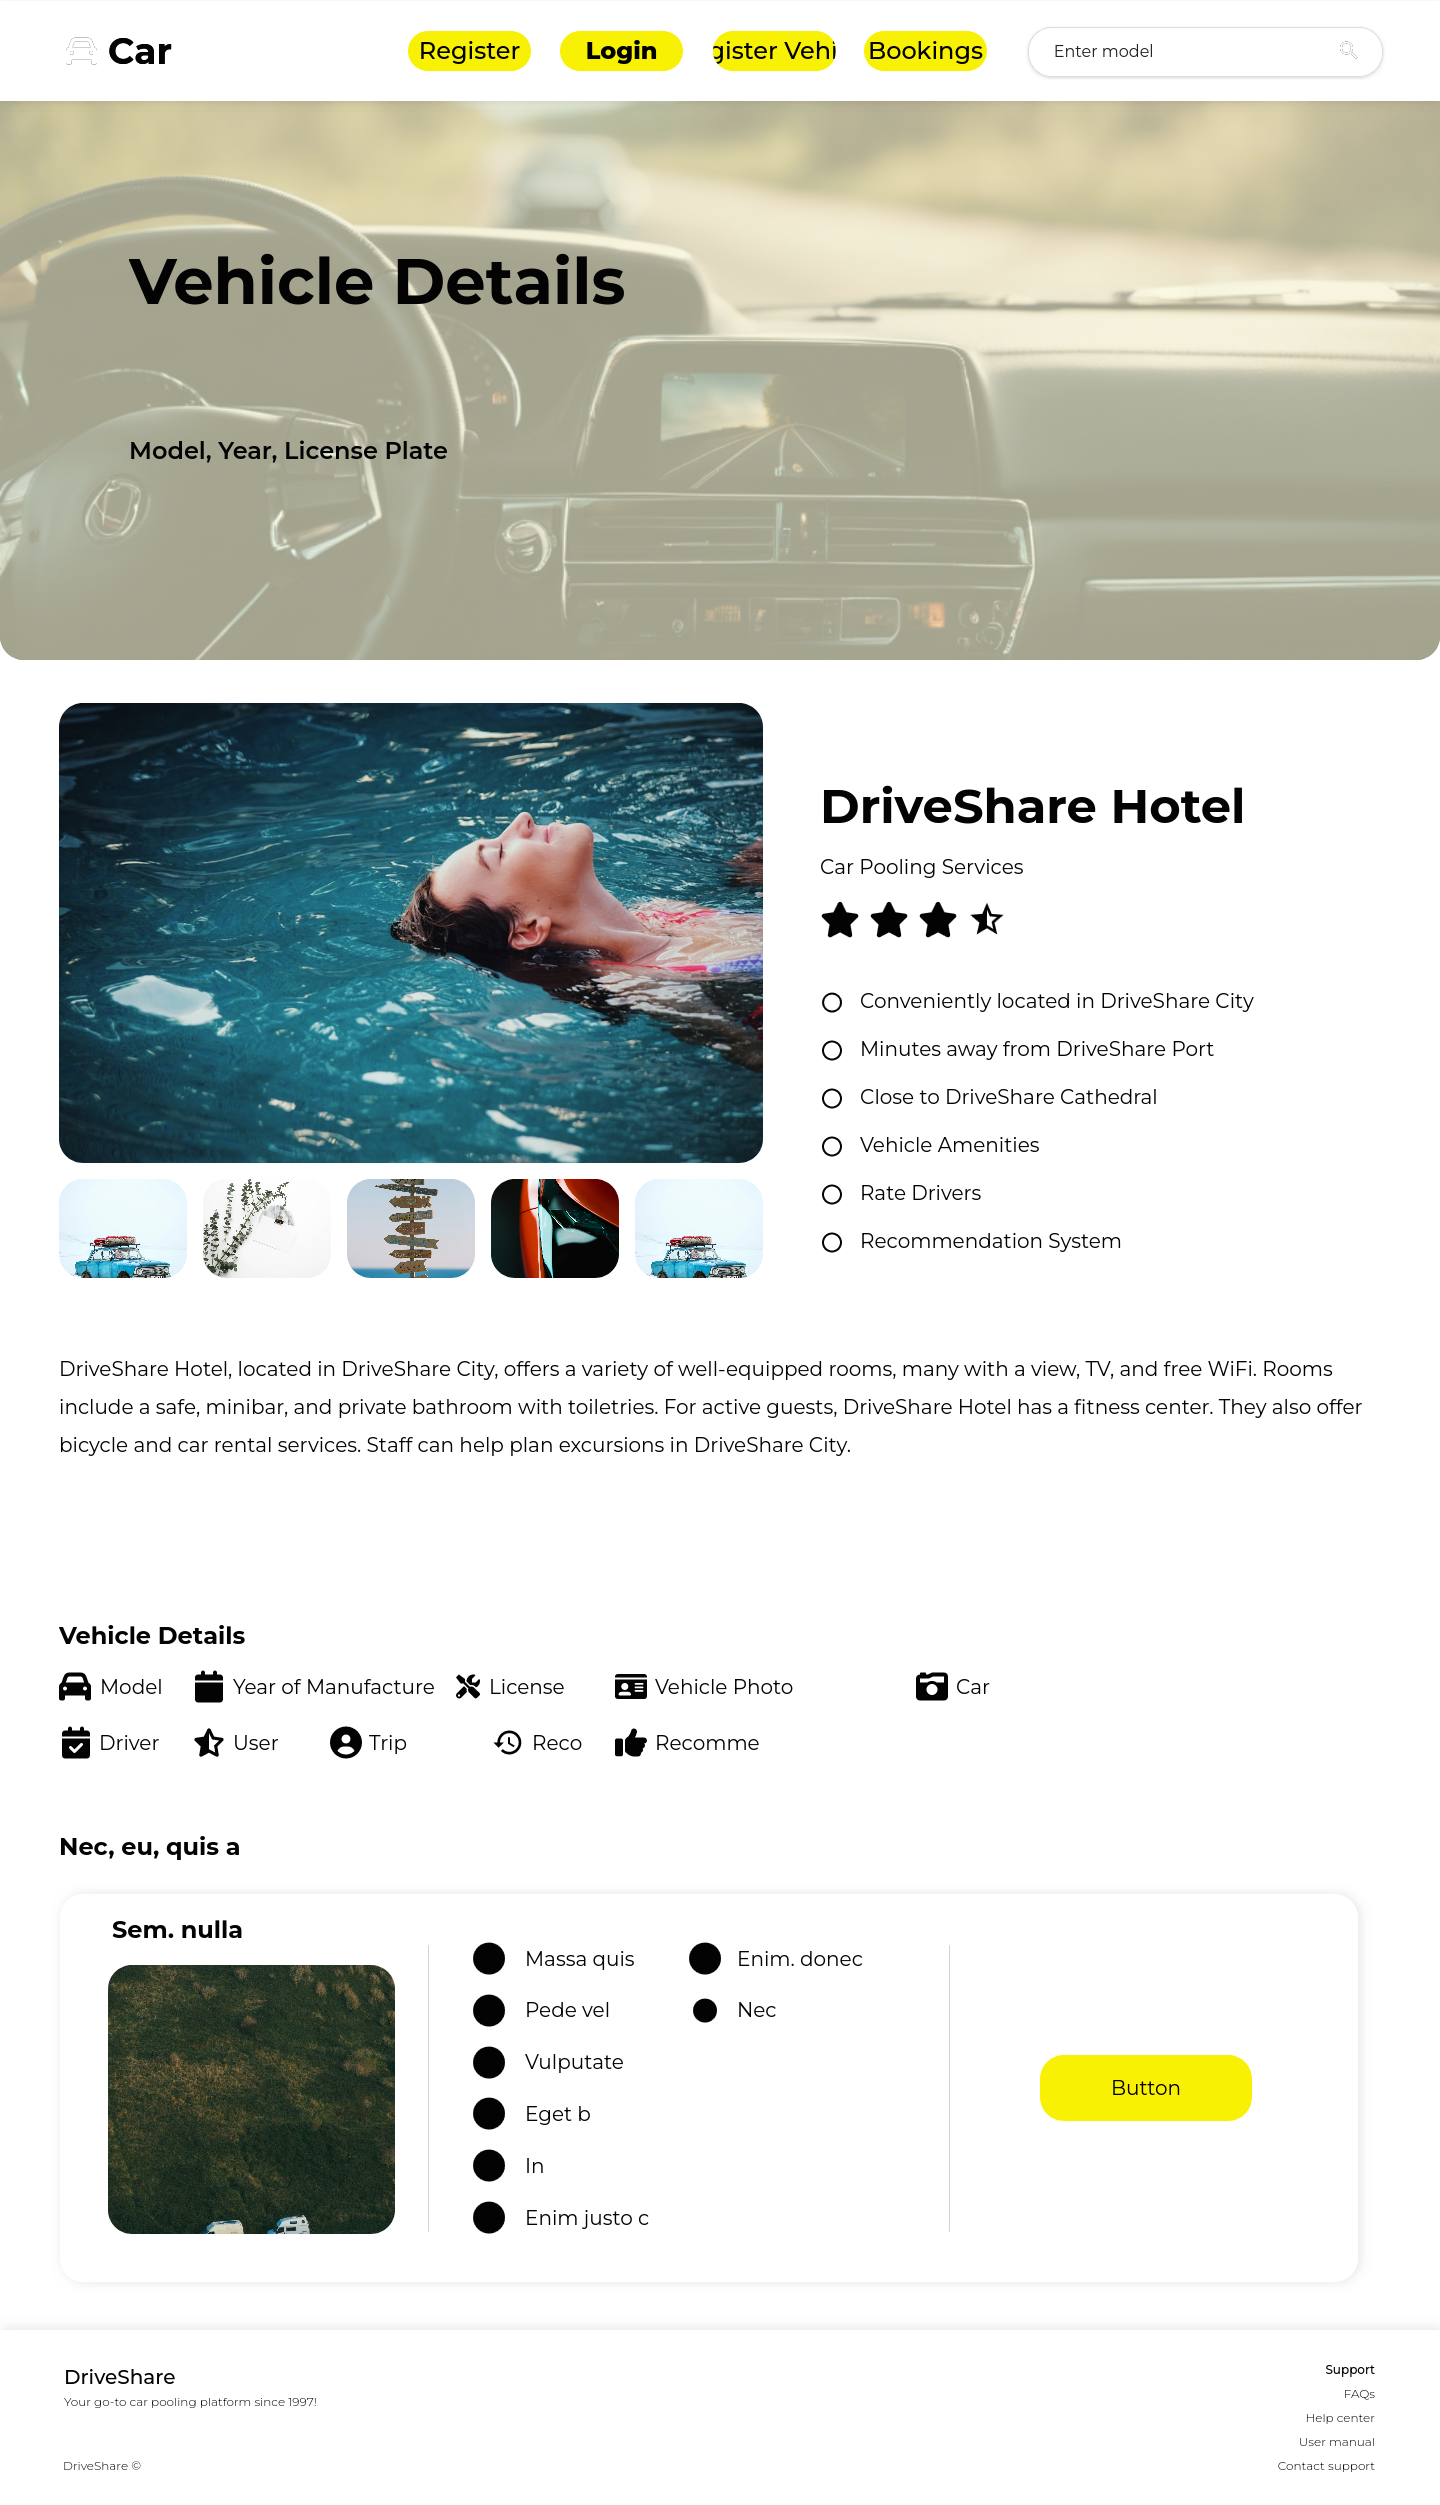 Car
Register
Login
gister Vehi
Bookings
Enter model
Vehicle Details
Model, Year, License Plate
DriveShare Hotel
Car Pooling Services
Conveniently located in DriveShare City
Minutes away from DriveShare Port
Close to DriveShare Cathedral
Vehicle Amenities
Rate Drivers
Recommendation System
DriveShare Hotel, located in DriveShare City, offers a variety of well-equipped rooms, many with a view, TV, and free WiFi. Rooms
include a safe, minibar, and private bathroom with toiletries. For active guests, DriveShare Hotel has a fitness center. They also offer
bicycle and car rental services. Staff can help plan excursions in DriveShare City.
Vehicle Details
Model
Year of Manufacture
License
Vehicle Photo
Car
Driver
User
Trip
Reco
Recomme
Nec, eu, quis a
Sem. nulla
Massa quis
Pede vel
Vulputate
Eget b
In
Enim justo c
Enim. donec
Nec
Button
DriveShare
Your go-to car pooling platform since 1997!
DriveShare ©
Support
FAQs
Help center
User manual
Contact support